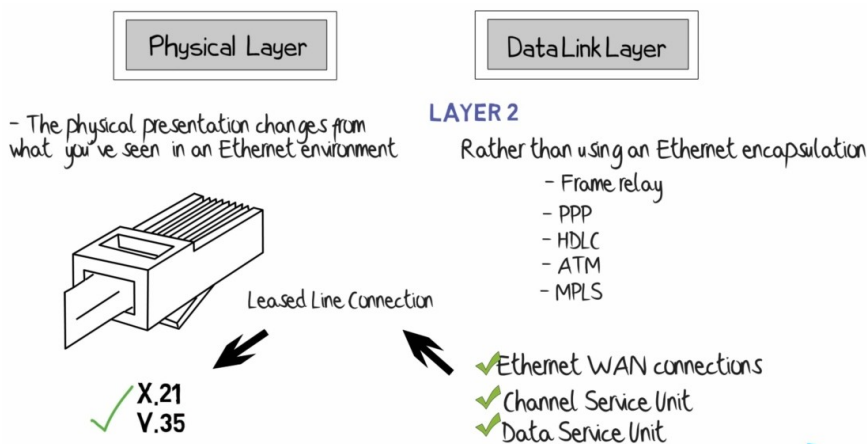 Physical Layer
Data Link Layer
- The physical presentation changes from
what you've seen in an Ethernet environment
LAYER 2
Rather than using an Ethernet encapsulation
- Frame relay
- PPP
- HDLC
- ATM
- MPLS
Leased Line Connection
X.21
V.35
Ethernet WAN connections
Channel Service Unit
Data Service Unit